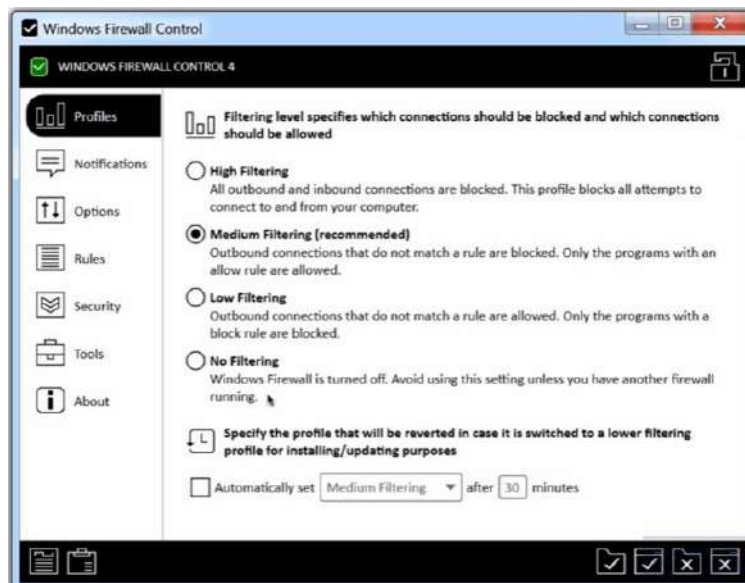 Windows Firewall Control
WINDOWS FIREWALL CONTROL 4
Profiles
Notifications
Options
Rules
Security
Tools
About
Filtering level specifies which connections should be blocked and which connections
should be allowed
High Filtering
All outbound and inbound connections are blocked. This profile blocks all attempts to
connect to and from your computer.
Medium Filtering (recommended)
Outbound connections that do not match a rule are blocked. Only the programs with an
allow rule are allowed.
Low Filtering
Outbound connections that do not match a rule are allowed. Only the programs with a
block rule are blocked.
No Filtering
Windows Firewall is turned off. Avoid using this setting unless you have another firewall
running.
Specify the profile that will be reverted in case it is switched to a lower filtering
profile for installing/updating purposes
Automatically set Medium Filtering after 30 minutes